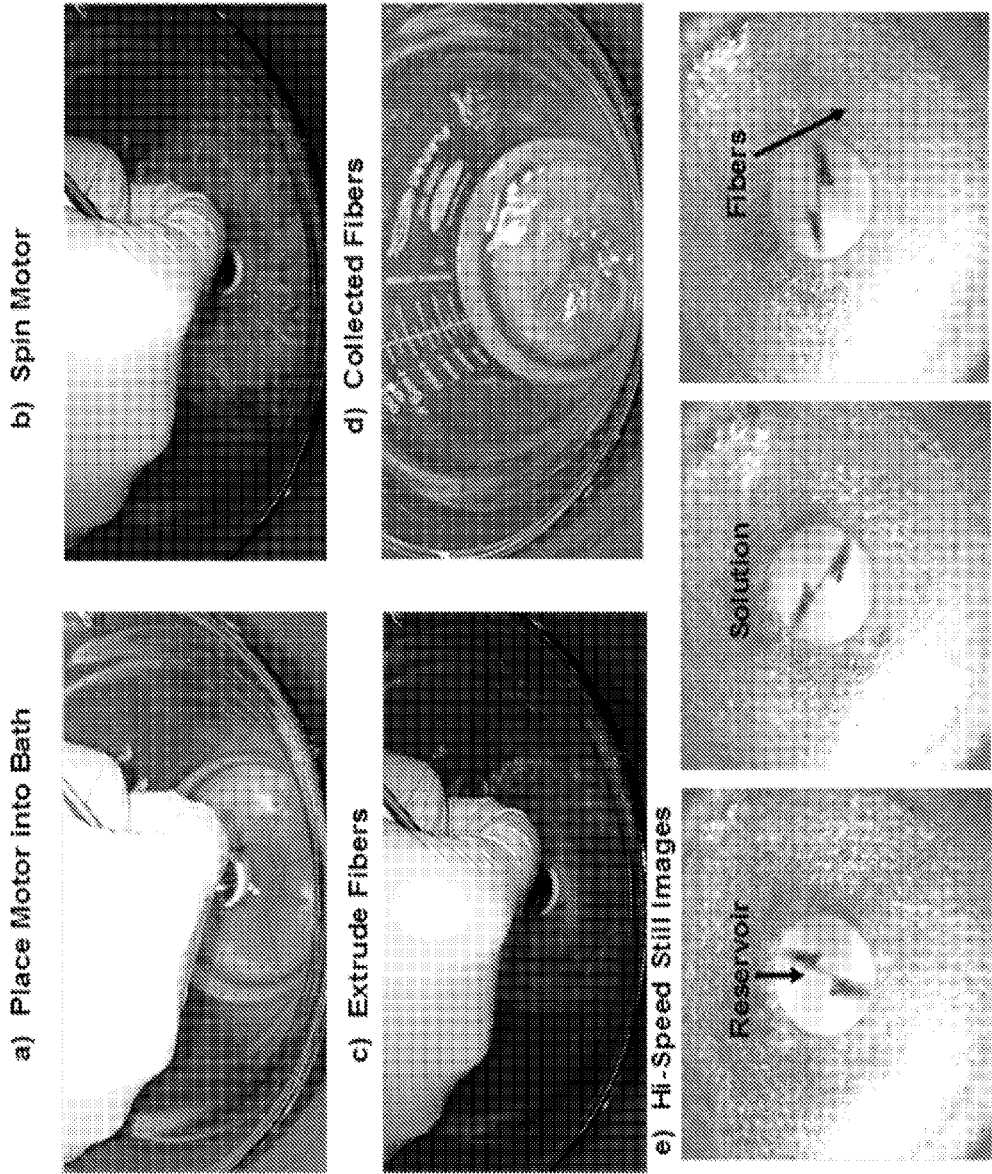 a) Place Motor into Bath
b) Spin Motor
c) Extrude Fibers
d) Collected Fibers
e) Hi-Speed Still Images
Reservoir
Solution
Fibers